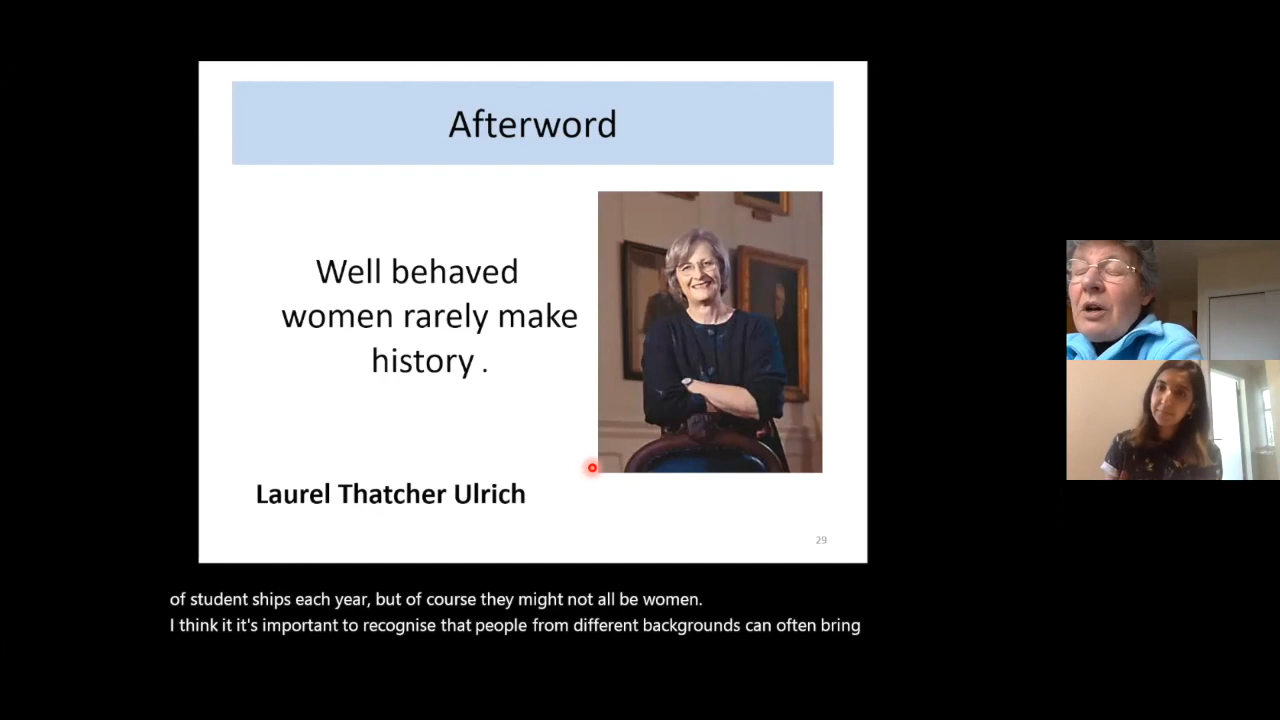 Afterword
Well behaved
women rarely make
history .
Laurel Thatcher Ulrich
29
of student ships each year, but of course they might not all be women.
I think it it's important to recognise that people from different backgrounds can often bring